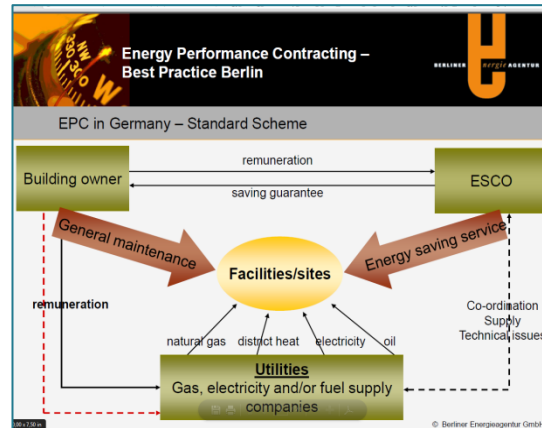 Energy Performance Contracting –
Best Practice Berlin
BERLINER energie AGENTUR
EPC in Germany – Standard Scheme
remuneration
Building owner
ESCO
saving guarantee
General maintenance
Energy saving service
Facilities/sites
remuneration
Co-ordination
Supply
Technical issues
natural gas district heat electricity oil
Utilities
Gas, electricity and/or fuel supply
companies
© Berliner Energieagentur GmbH